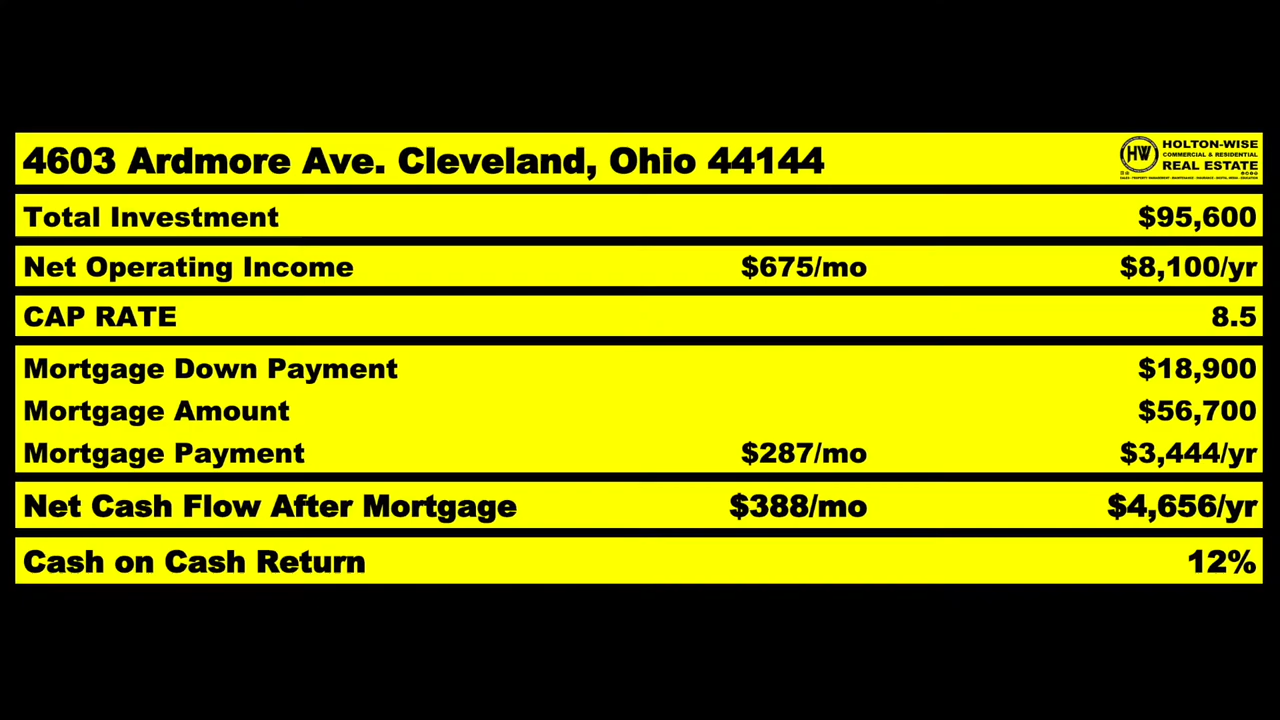 4603 Ardmore Ave. Cleveland, Ohio 44144
HW
HOLTON-WISE
COMMERCIAL & RESIDENTIAL
REAL ESTATE
Total Investment $95,600
Net Operating Income $675/mo $8,100/yr
CAP RATE 8.5
Mortgage Down Payment $18,900
Mortgage Amount $56,700
Mortgage Payment $287/mo $3,444/yr
Net Cash Flow After Mortgage $388/mo $4,656/yr
Cash on Cash Return 12%